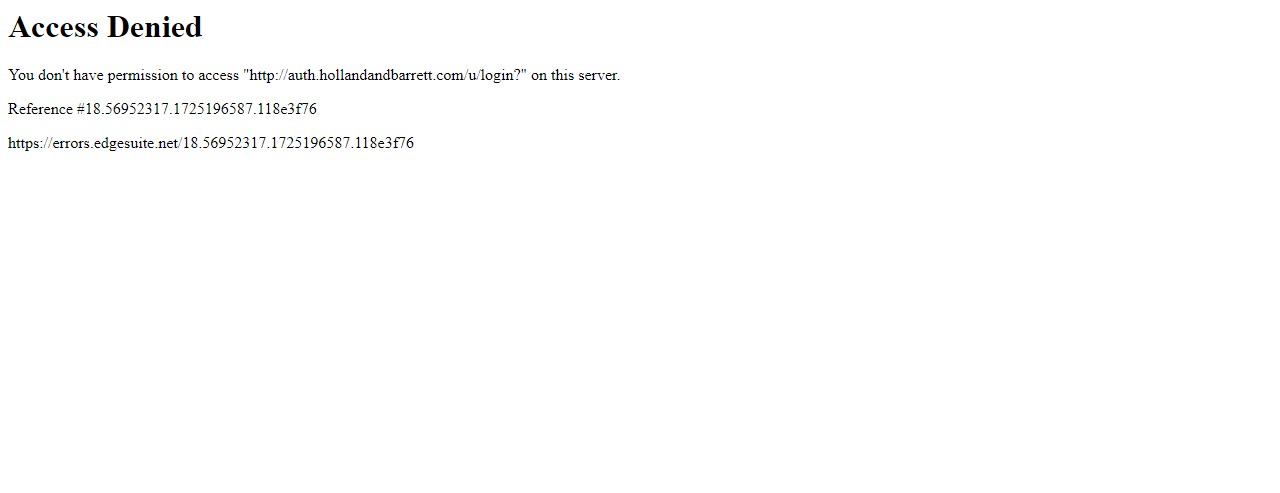 Access Denied
You don't have permission to access "http://auth.hollandandbarrett.com/u/login?" on this server.
Reference #18.56952317.1725196587.118e3f76
https://errors.edgesuite.net/18.56952317.1725196587.118e3f76